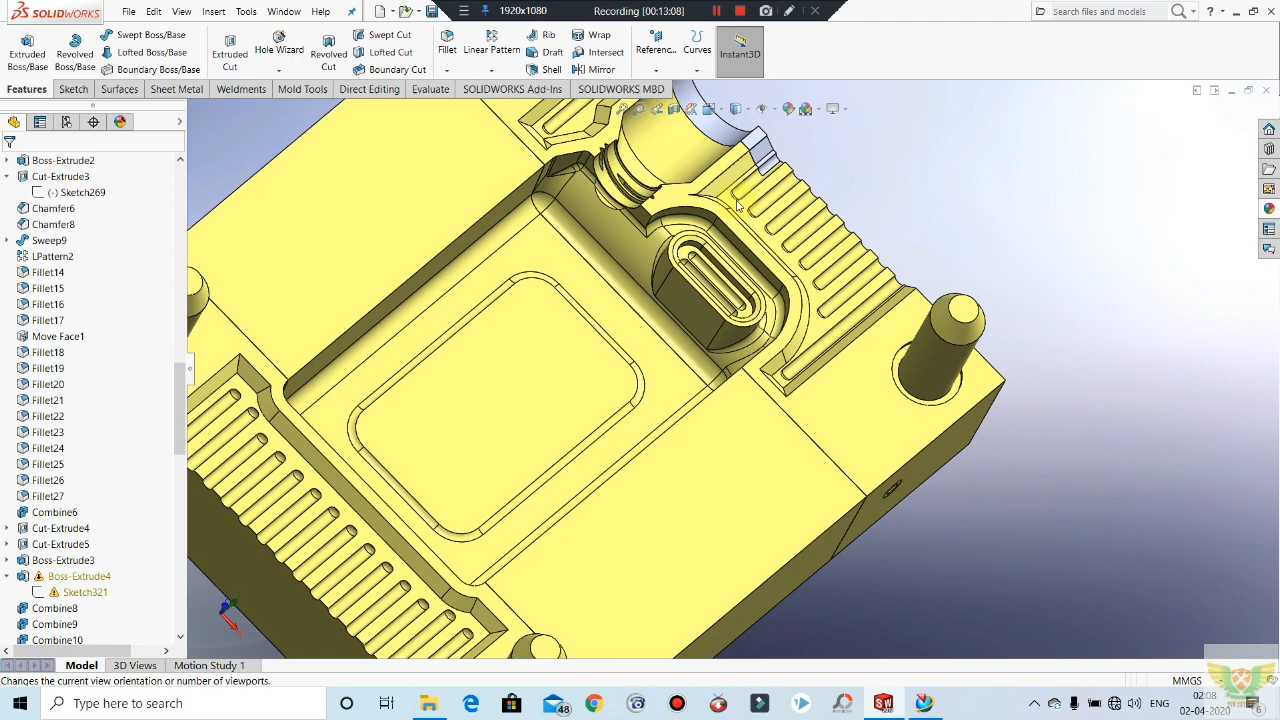 SOLIDWORKS
File Edit View Insert Tools Window Help
1920x1080 Recording [00:13:08]
search files and models
Extruded Boss/Base
Revolved Boss/Base
Swept Boss/Base
Lofted Boss/Base
Boundary Boss/Base
Extruded Cut
Hole Wizard
Revolved Cut
Swept Cut
Lofted Cut
Boundary Cut
Fillet
Linear Pattern
Rib
Draft
Shell
Wrap
Intersect
Mirror
Referenc...
Curves
Instant3D
Features Sketch Surfaces Sheet Metal Weldments Mold Tools Direct Editing Evaluate SOLIDWORKS Add-Ins SOLIDWORKS MBD
Boss-Extrude2
Cut-Extrude3
(-) Sketch269
Chamfer6
Chamfer8
Sweep9
LPattern2
Fillet14
Fillet15
Fillet16
Fillet17
Move Face1
Fillet18
Fillet19
Fillet20
Fillet21
Fillet22
Fillet23
Fillet24
Fillet25
Fillet26
Fillet27
Combine6
Cut-Extrude4
Cut-Extrude5
Boss-Extrude3
Boss-Extrude4
Sketch321
Combine8
Combine9
Combine10
Model 3D Views Motion Study 1
Changes the current view orientation or number of viewports.
MMGS
Type here to search
48
ENG
02:03
02-04-2020
6